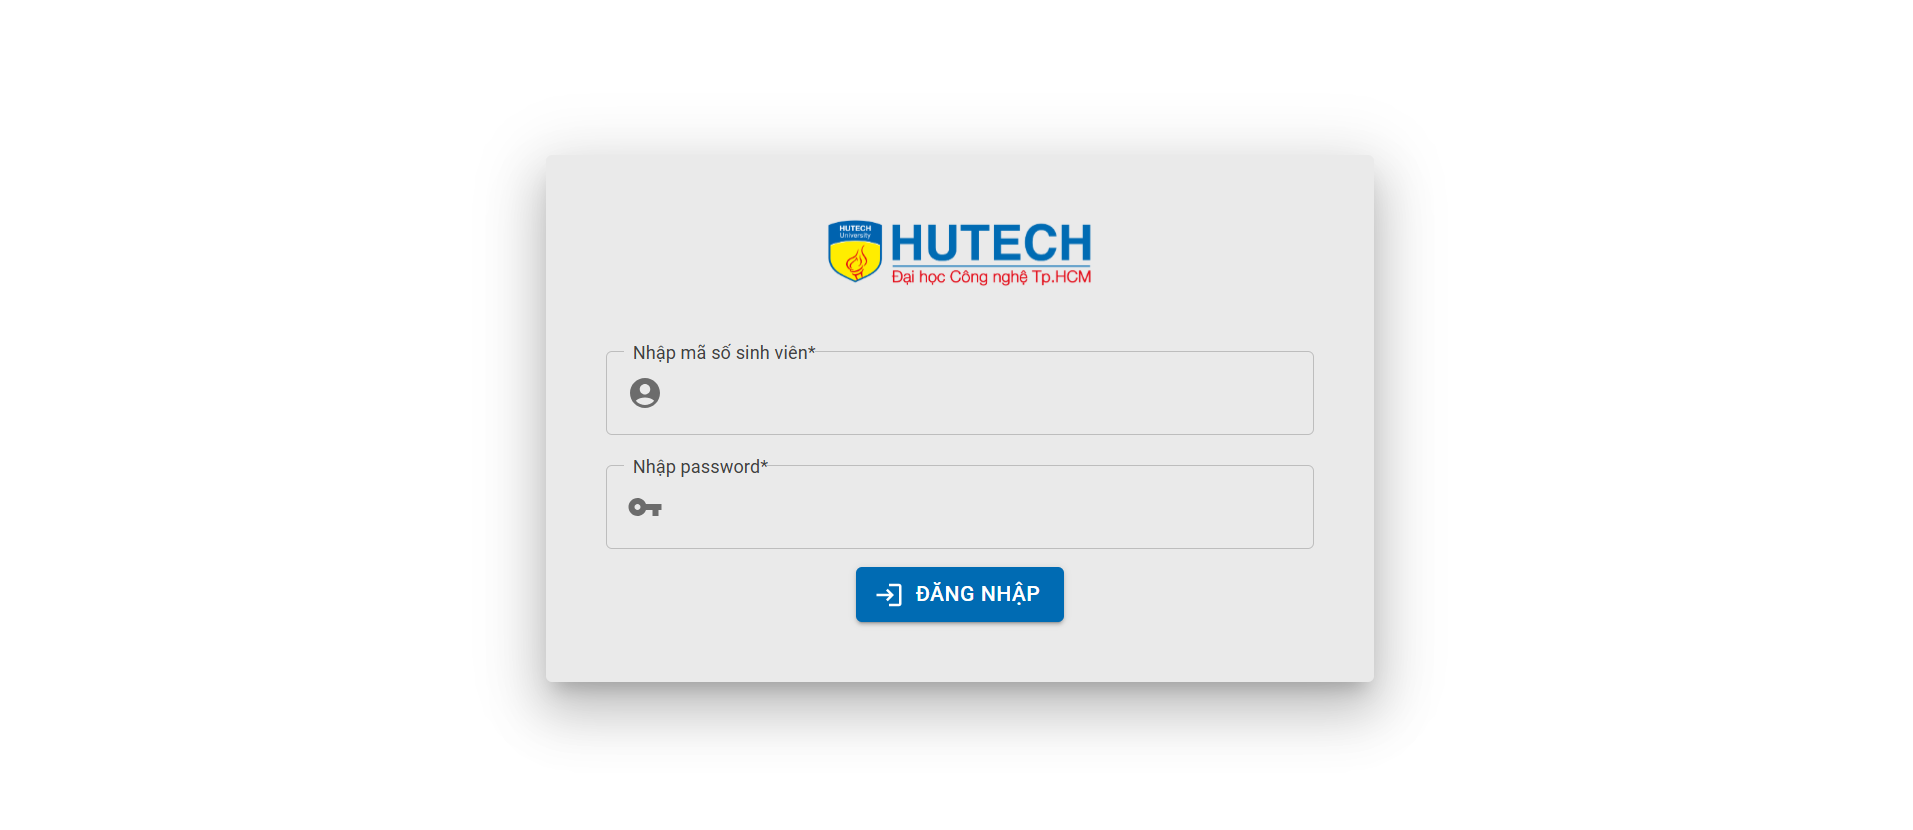 HUTECH
University
HUTECH
Đại học Công nghệ Tp.HCM
Nhập mã số sinh viên*
Nhập password*
ĐĂNG NHẬP